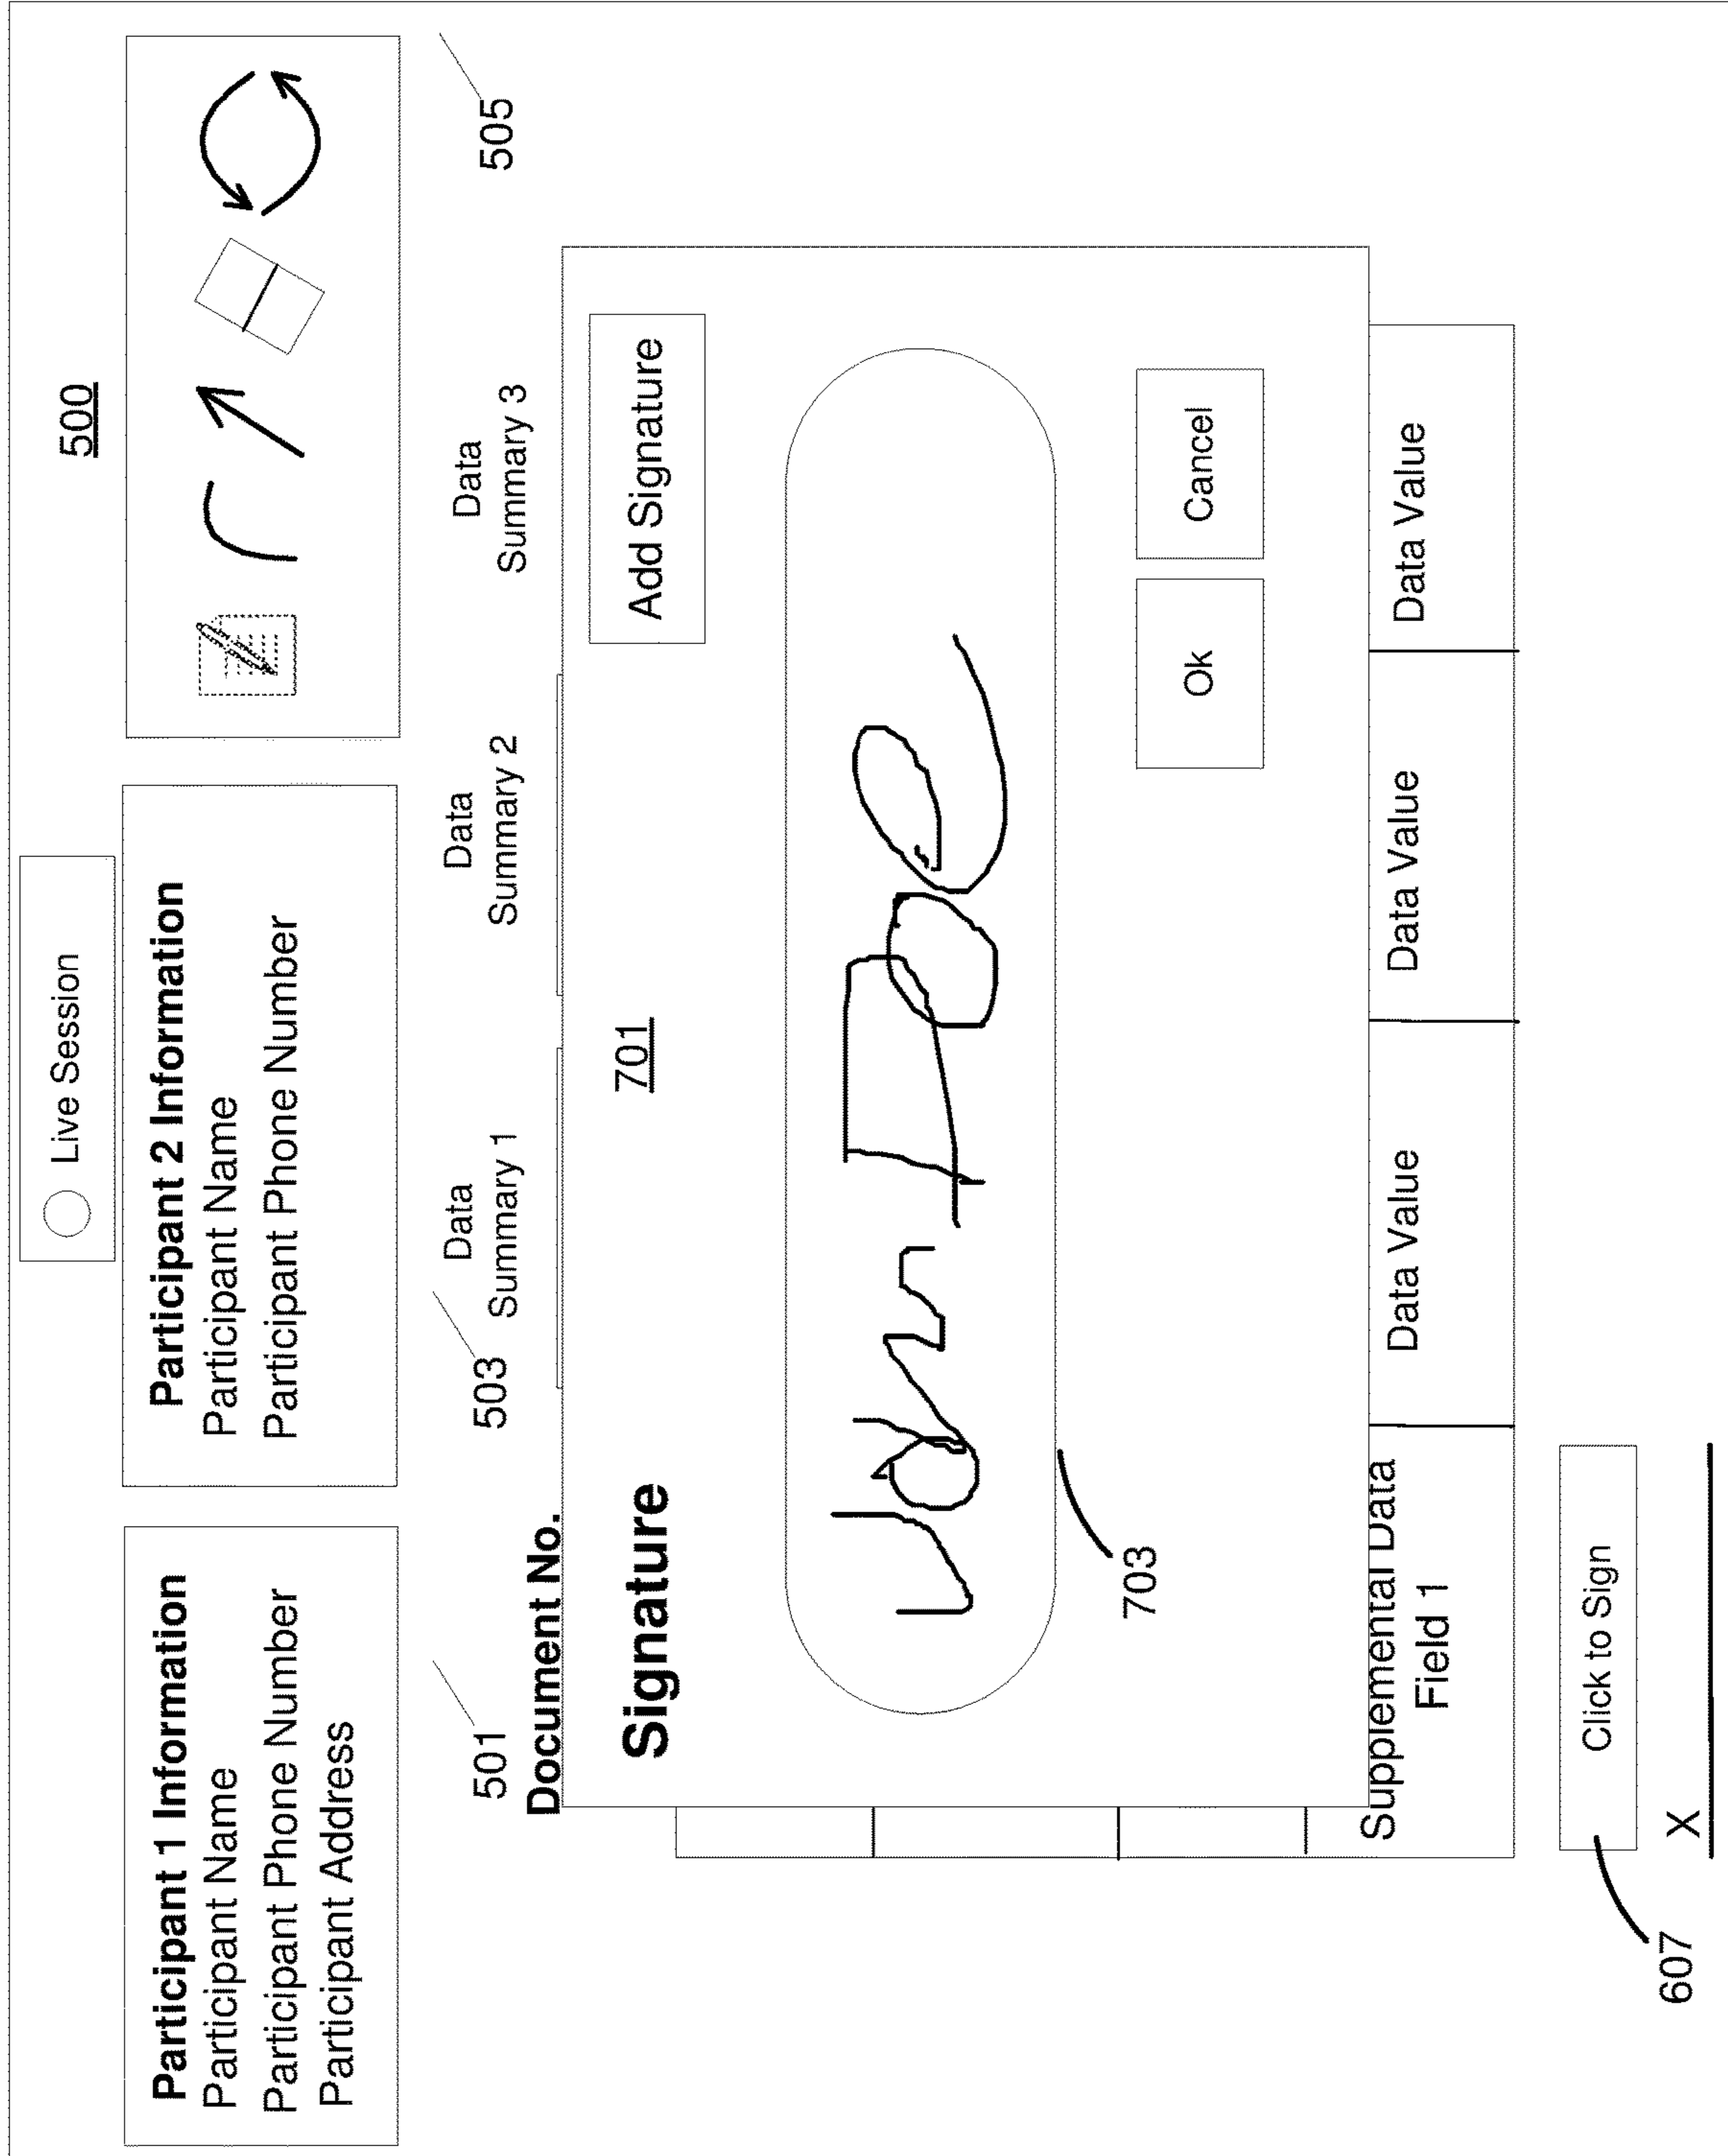 500
Live Session
Participant 1 Information
Participant Name
Participant Phone Number
Participant Address
Participant 2 Information
Participant Name
Participant Phone Number
501
503
505
Document No.
Data
Summary 1
Data
Summary 2
Data
Summary 3
Signature
701
Add Signature
John Doe
703
Ok
Cancel
Supplemental Data
Field 1
Data Value
Data Value
Data Value
Click to Sign
607
X